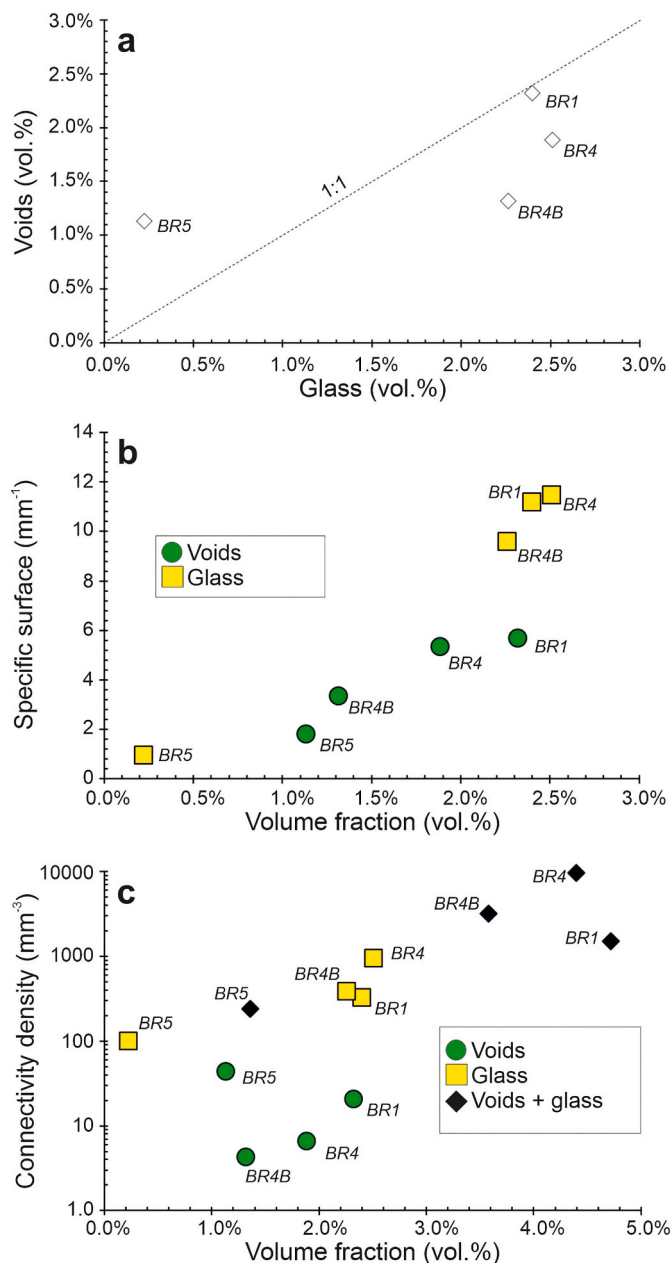 a
3.0%
2.5%
2.0%
1.5%
1.0%
0.5%
0.0%
Voids (vol.%)
1:1
BR1
BR4
BR4B
BR5
0.0% 0.5% 1.0% 1.5% 2.0% 2.5% 3.0%
Glass (vol.%)
b
14
12
10
8
6
4
2
0
Specific surface (mm⁻¹)
Voids
Glass
BR1
BR4
BR4B
BR1
BR4
BR4B
BR5
BR5
0.0% 0.5% 1.0% 1.5% 2.0% 2.5% 3.0%
Volume fraction (vol.%)
c
10000
1000
100
10
1.0
Connectivity density (mm⁻³)
BR4
BR4B
BR1
BR4
BR4B
BR1
BR5
BR5
BR5
BR1
BR4
BR4B
Voids
Glass
Voids + glass
0.0% 1.0% 2.0% 3.0% 4.0% 5.0%
Volume fraction (vol.%)